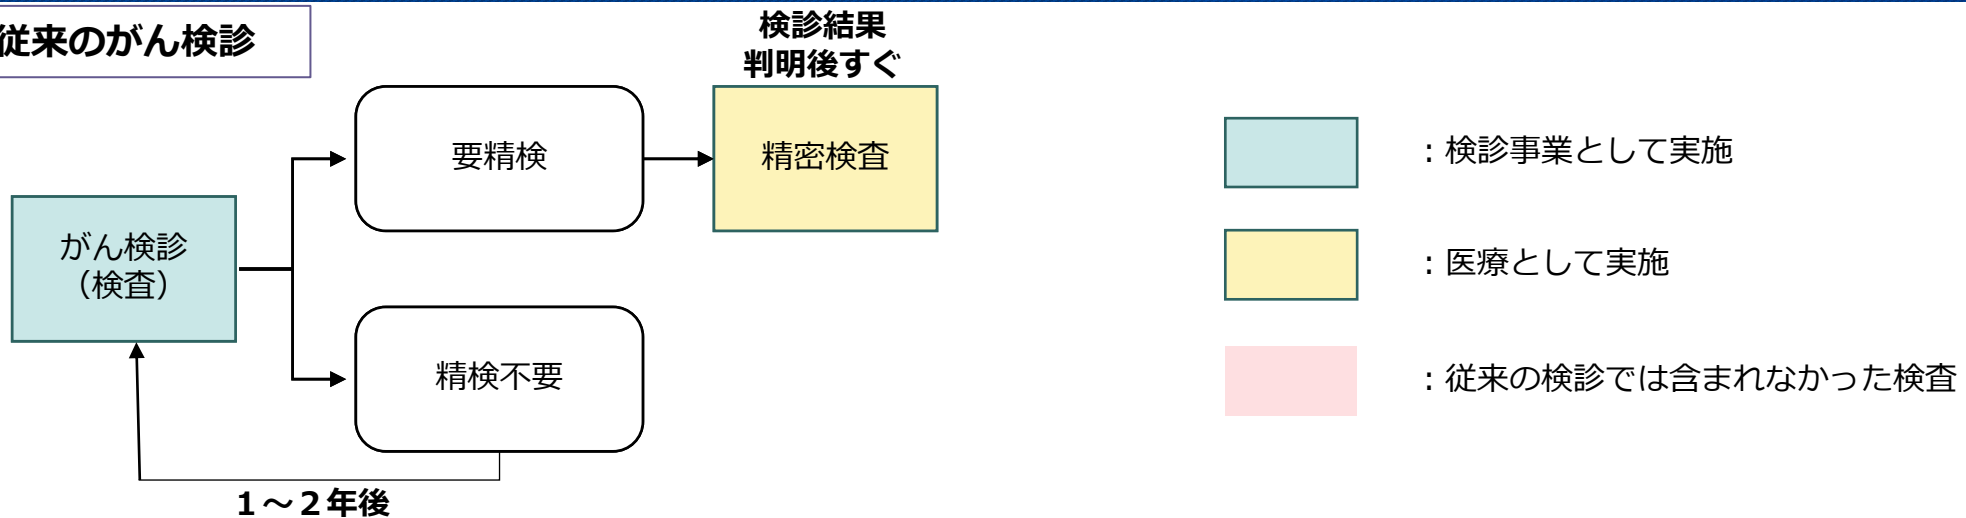 従来のがん検診
検診結果
判明後すぐ
要精検
精密検査
がん検診
（検査）
精検不要
１～２年後
：検診事業として実施
：医療として実施
：従来の検診では含まれなかった検査